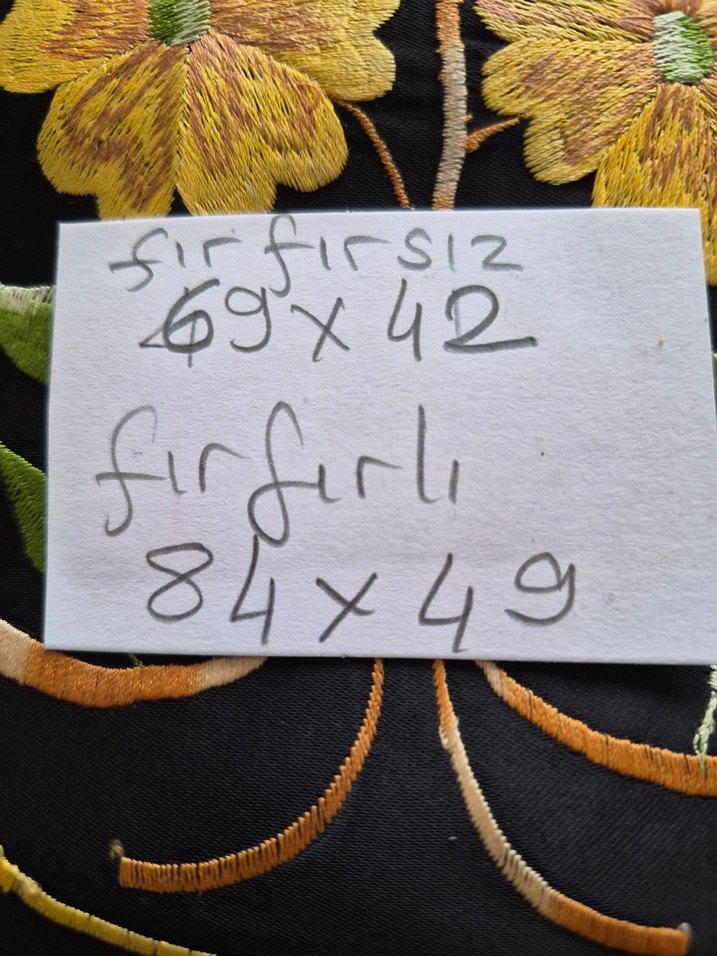 fırfırsız
69 x 42
fırfırlı
84 x 49